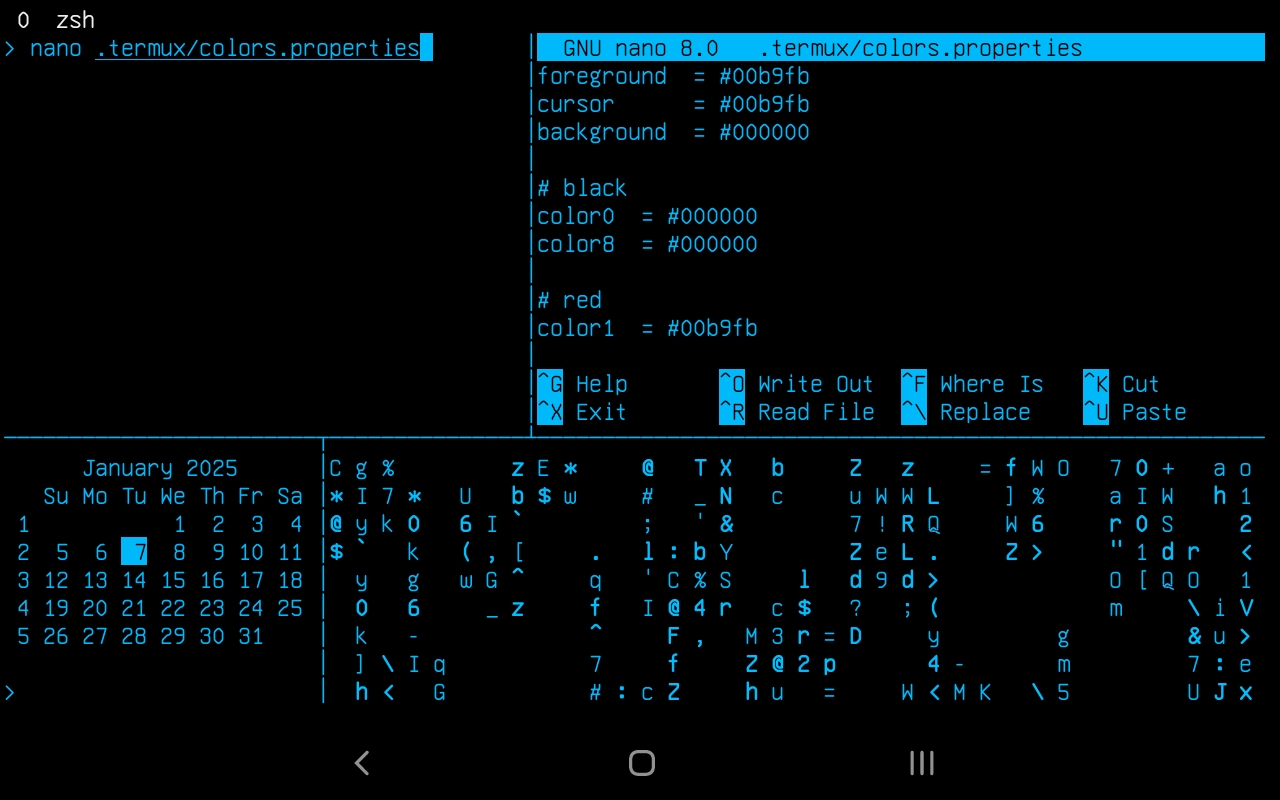 0  zsh
> nano .termux/colors.properties
GNU nano 8.0   .termux/colors.properties
foreground  = #00b9fb
cursor      = #00b9fb
background  = #000000
# black
color0  = #000000
color8  = #000000
# red
color1  = #00b9fb
^G Help       ^O Write Out  ^F Where Is   ^K Cut
^X Exit       ^R Read File  ^\ Replace    ^U Paste
January 2025
Su Mo Tu We Th Fr Sa
1             1  2  3  4
2  5  6  7  8  9 10 11
3 12 13 14 15 16 17 18
4 19 20 21 22 23 24 25
5 26 27 28 29 30 31
>
C g %         z E *     @   T X   b     Z   z     = f W O   7 0 +   a o
* I 7 *   U   b $ w     #   _ N   c     u W W L     ] %     a I W   h 1
@ y k 0   6 I `         ;   ' &         7 ! R Q     W 6     r 0 S     2
$ `   k   ( , [     .   l : b Y         Z e L .     Z >     " 1 d r   <
y   g   w G ^     q   ' C % S     l   d 9 d >             O [ Q O   1
0   6     _ z     f   I @ 4 r   c $   ?   ; (             m     \ i V
k   -             ^     F ,   M 3 r = D     y         g         & u >
] \ I q           7     f     Z @ 2 p       4 -       m         7 : e
h <   G           # : c Z     h u   =     W < M K   \ 5         U J x